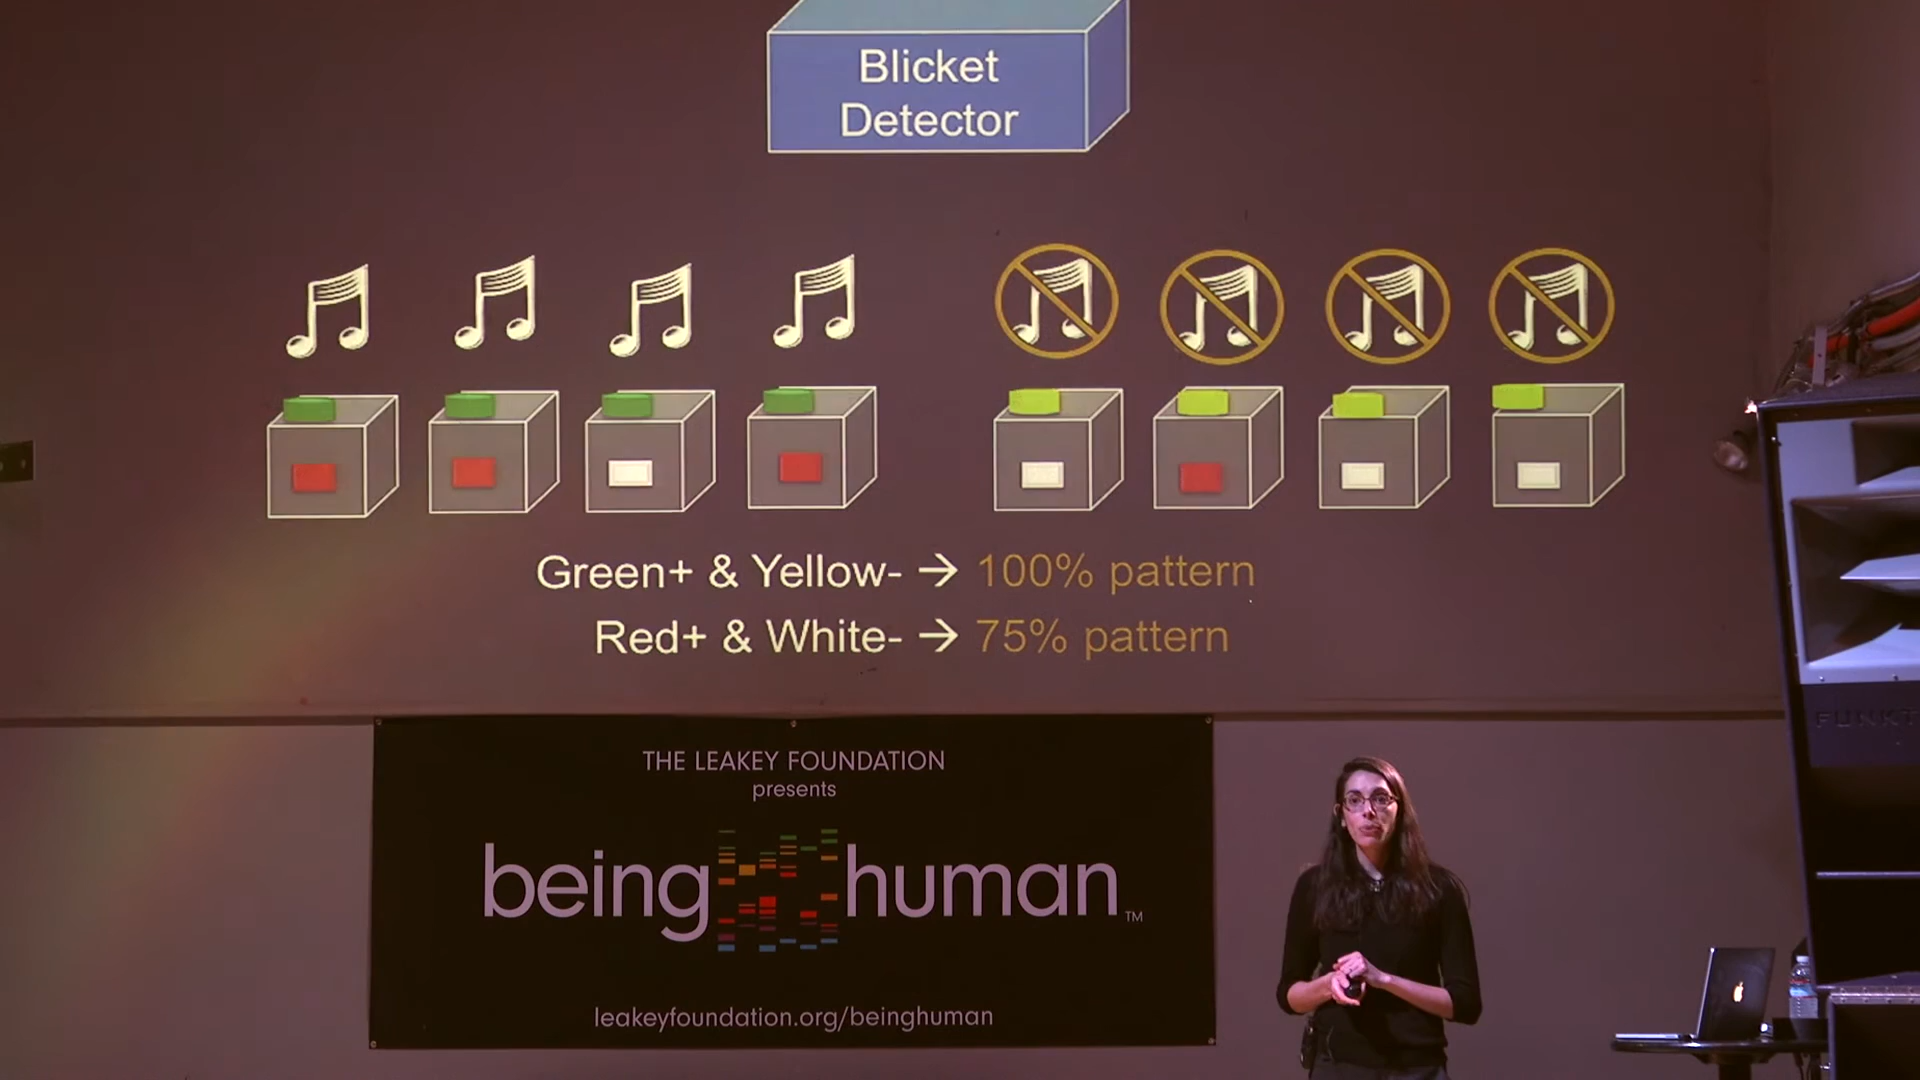 Blicket
Detector
Green+ & Yellow- → 100% pattern
Red+ & White- → 75% pattern
THE LEAKEY FOUNDATION
presents
being human ™
leakeyfoundation.org/beinghuman